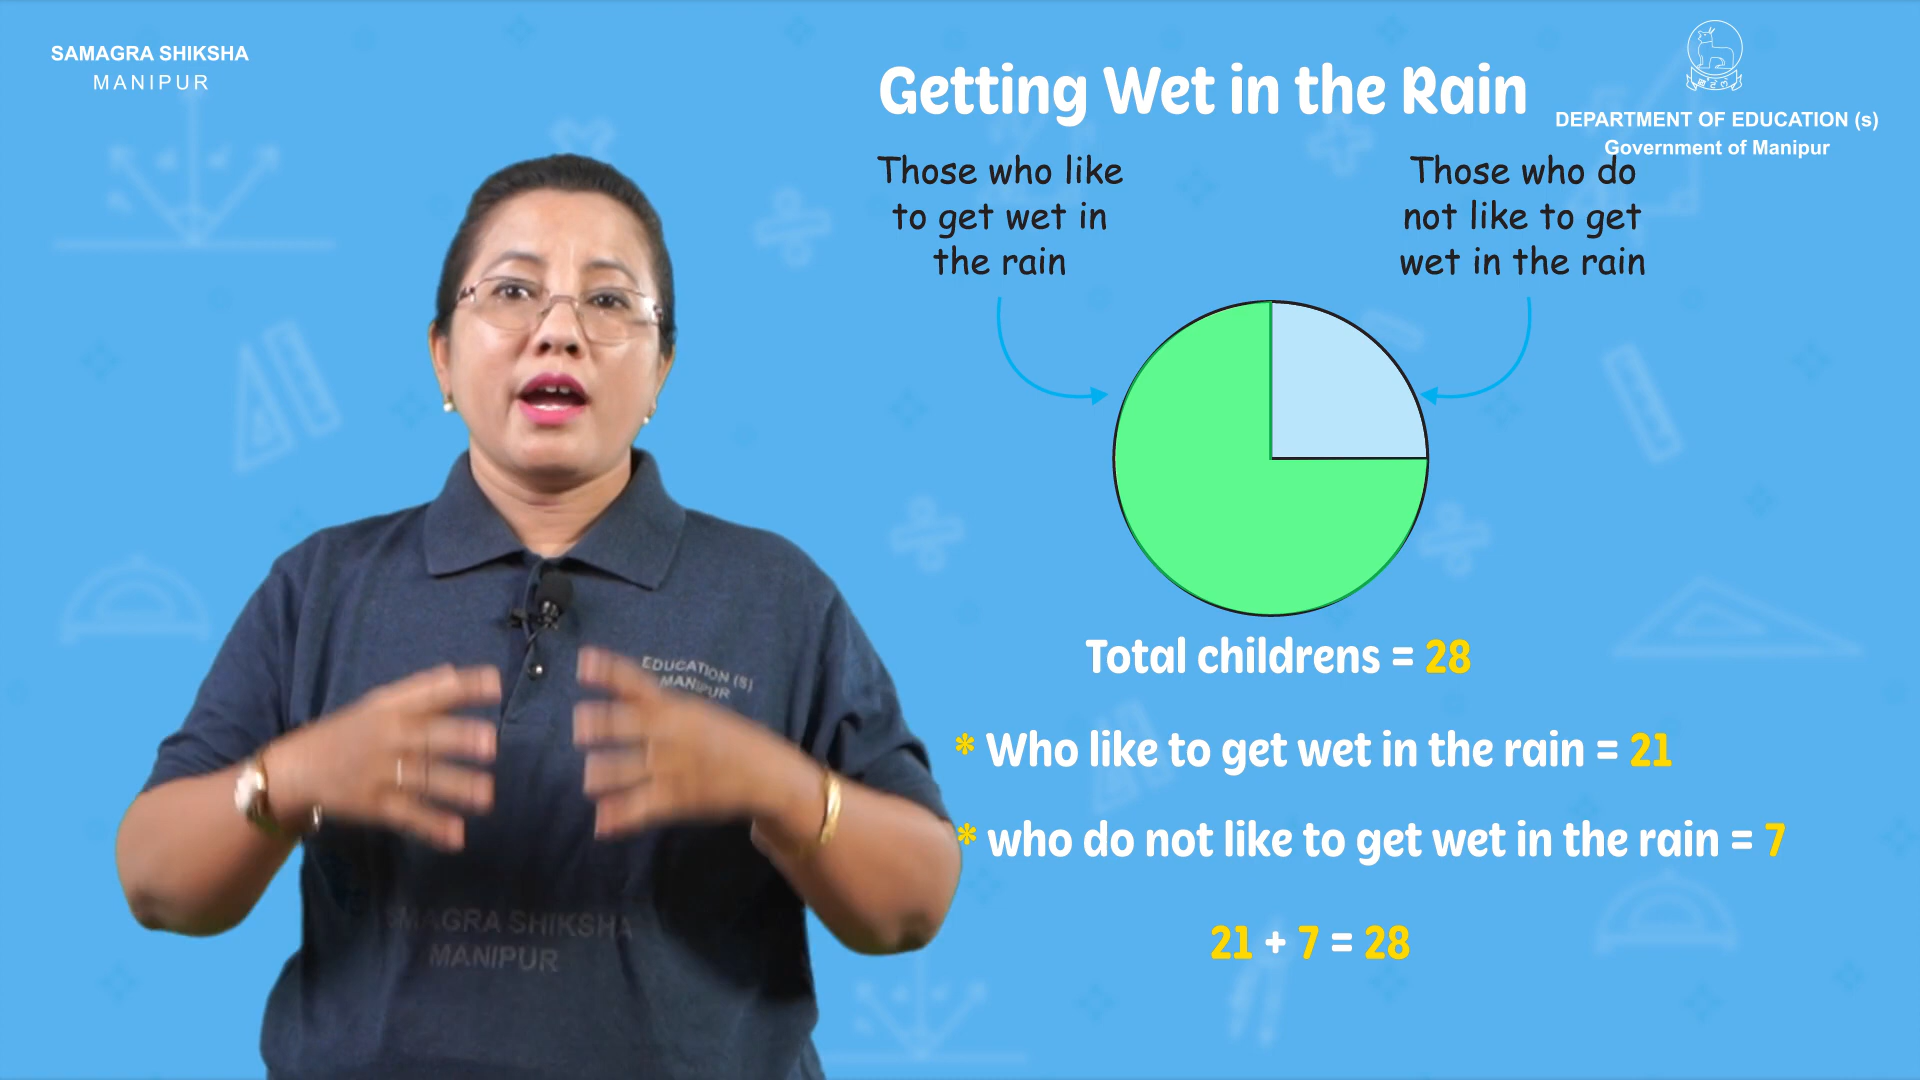 SAMAGRA SHIKSHA
MANIPUR
Getting Wet in the Rain
DEPARTMENT OF EDUCATION (s)
Government of Manipur
Those who like
to get wet in
the rain
Those who do
not like to get
wet in the rain
Total childrens = 28
* Who like to get wet in the rain = 21
* who do not like to get wet in the rain = 7
21 + 7 = 28
EDUCATION (S)
MANIPUR
SAMAGRA SHIKSHA
MANIPUR